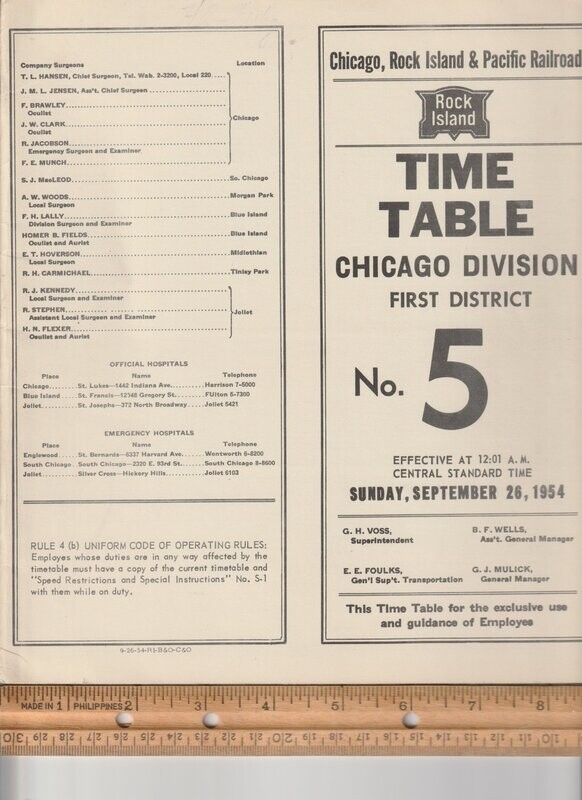 Company Surgeons Location
T. L. HANSEN, Chief Surgeon, Tel. Wab. 2-3200, Local 220 ....
J. M. L. JENSEN, Ass't. Chief Surgeon
F. BRAWLEY
Oculist
Chicago
J. W. CLARK
Oculist
R. JACOBSON
Emergency Surgeon and Examiner
F. E. MUNCH
S. J. MacLEOD So. Chicago
A. W. WOODS Morgan Park
Local Surgeon
F. H. LALLY Blue Island
Division Surgeon and Examiner
HOMER B. FIELDS Blue Island
Oculist and Aurist
E. T. HOVERSON Midlothian
Local Surgeon
R. H. CARMICHAEL Tinley Park
R. J. KENNEDY
Local Surgeon and Examiner
R. STEPHEN Joliet
Assistant Local Surgeon and Examiner
H. N. FLEXER
Oculist and Aurist
OFFICIAL HOSPITALS
Place Name Telephone
Chicago St. Lukes—1442 Indiana Ave. Harrison 7-5000
Blue Island St. Francis—12348 Gregory St. FUlton 5-7300
Joliet St. Josephs—372 North Broadway Joliet 5421
EMERGENCY HOSPITALS
Place Name Telephone
Englewood St. Bernards—6337 Harvard Ave. Wentworth 6-8200
South Chicago South Chicago—2320 E. 93rd St. South Chicago 8-8600
Joliet Silver Cross—Hickory Hills Joliet 6163
RULE 4 (b) UNIFORM CODE OF OPERATING RULES:
Employes whose duties are in any way affected by the
timetable must have a copy of the current timetable and
"Speed Restrictions and Special Instructions" No. S-1
with them while on duty.
Chicago, Rock Island & Pacific Railroad
Rock
Island
TIME
TABLE
CHICAGO DIVISION
FIRST DISTRICT
No. 5
EFFECTIVE AT 12:01 A. M.
CENTRAL STANDARD TIME
SUNDAY, SEPTEMBER 26, 1954
G. H. VOSS, B. F. WELLS,
Superintendent Ass't. General Manager
E. E. FOULKS, G. J. MULICK,
Gen'l Sup't. Transportation General Manager
This Time Table for the exclusive use
and guidance of Employes
MADE IN 1 PHILIPPINES 2 3 4 5 6 7 8